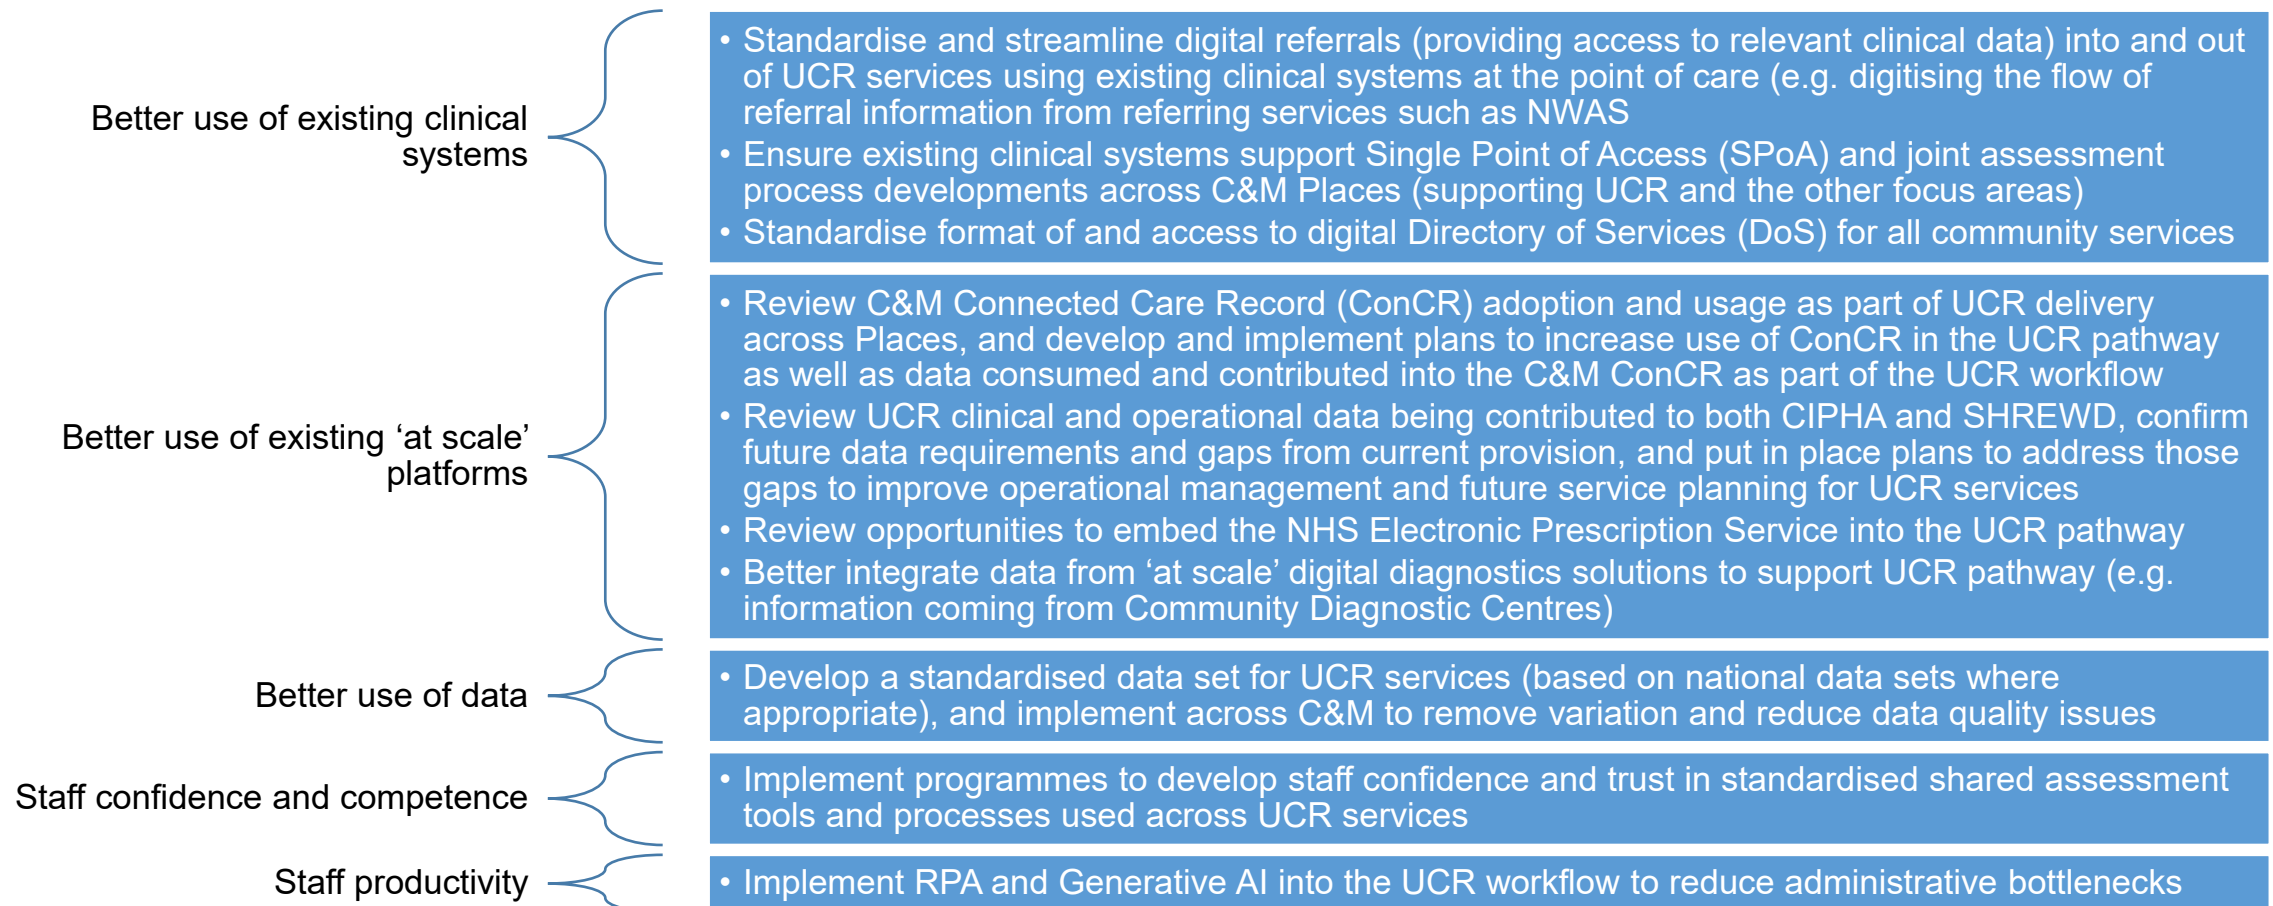 Better use of existing clinical
systems
• Standardise and streamline digital referrals (providing access to relevant clinical data) into and out
of UCR services using existing clinical systems at the point of care (e.g. digitising the flow of
referral information from referring services such as NWAS
• Ensure existing clinical systems support Single Point of Access (SPoA) and joint assessment
process developments across C&M Places (supporting UCR and the other focus areas)
• Standardise format of and access to digital Directory of Services (DoS) for all community services
Better use of existing ‘at scale’
platforms
• Review C&M Connected Care Record (ConCR) adoption and usage as part of UCR delivery
across Places, and develop and implement plans to increase use of ConCR in the UCR pathway
as well as data consumed and contributed into the C&M ConCR as part of the UCR workflow
• Review UCR clinical and operational data being contributed to both CIPHA and SHREWD, confirm
future data requirements and gaps from current provision, and put in place plans to address those
gaps to improve operational management and future service planning for UCR services
• Review opportunities to embed the NHS Electronic Prescription Service into the UCR pathway
• Better integrate data from ‘at scale’ digital diagnostics solutions to support UCR pathway (e.g.
information coming from Community Diagnostic Centres)
Better use of data
• Develop a standardised data set for UCR services (based on national data sets where
appropriate), and implement across C&M to remove variation and reduce data quality issues
Staff confidence and competence
• Implement programmes to develop staff confidence and trust in standardised shared assessment
tools and processes used across UCR services
Staff productivity
• Implement RPA and Generative AI into the UCR workflow to reduce administrative bottlenecks